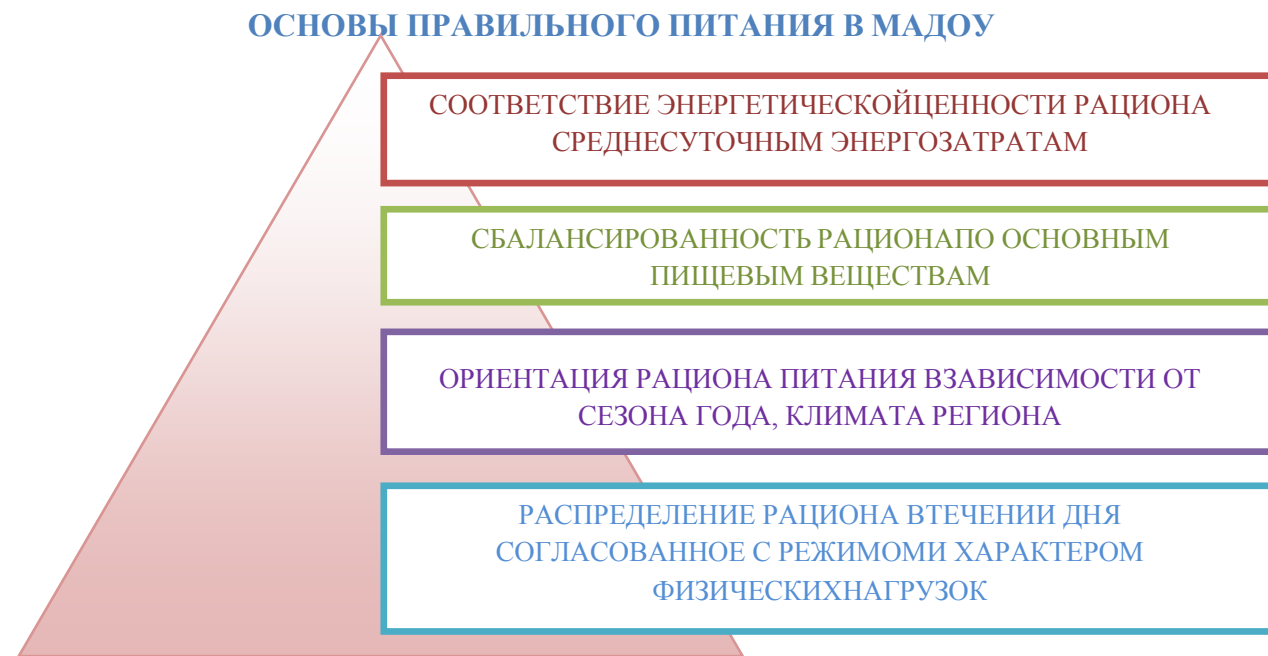 ОСНОВЫ ПРАВИЛЬНОГО ПИТАНИЯ В МАДОУ
СООТВЕТСТВИЕ ЭНЕРГЕТИЧЕСКОЙЦЕННОСТИ РАЦИОНА
СРЕДНЕСУТОЧНЫМ ЭНЕРГОЗАТРАТАМ
СБАЛАНСИРОВАННОСТЬ РАЦИОНАПО ОСНОВНЫМ
ПИЩЕВЫМ ВЕЩЕСТВАМ
ОРИЕНТАЦИЯ РАЦИОНА ПИТАНИЯ ВЗАВИСИМОСТИ ОТ
СЕЗОНА ГОДА, КЛИМАТА РЕГИОНА
РАСПРЕДЕЛЕНИЕ РАЦИОНА ВТЕЧЕНИИ ДНЯ
СОГЛАСОВАННОЕ С РЕЖИМОМИ ХАРАКТЕРОМ
ФИЗИЧЕСКИХНАГРУЗОК